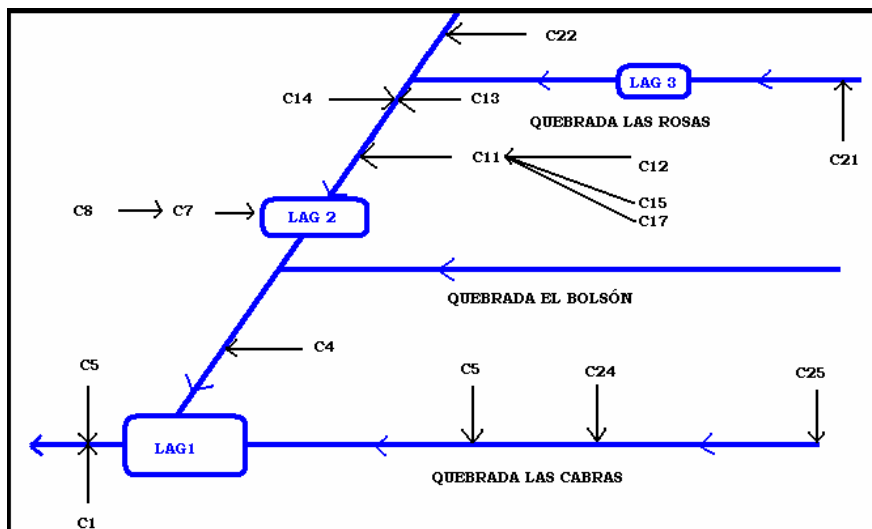 C22
LAG 3
C14
C13
QUEBRADA LAS ROSAS
C11
C12
C21
C15
C8
C7
LAG 2
C17
QUEBRADA EL BOLSÓN
C4
C5
C5
C24
C25
LAG1
QUEBRADA LAS CABRAS
C1